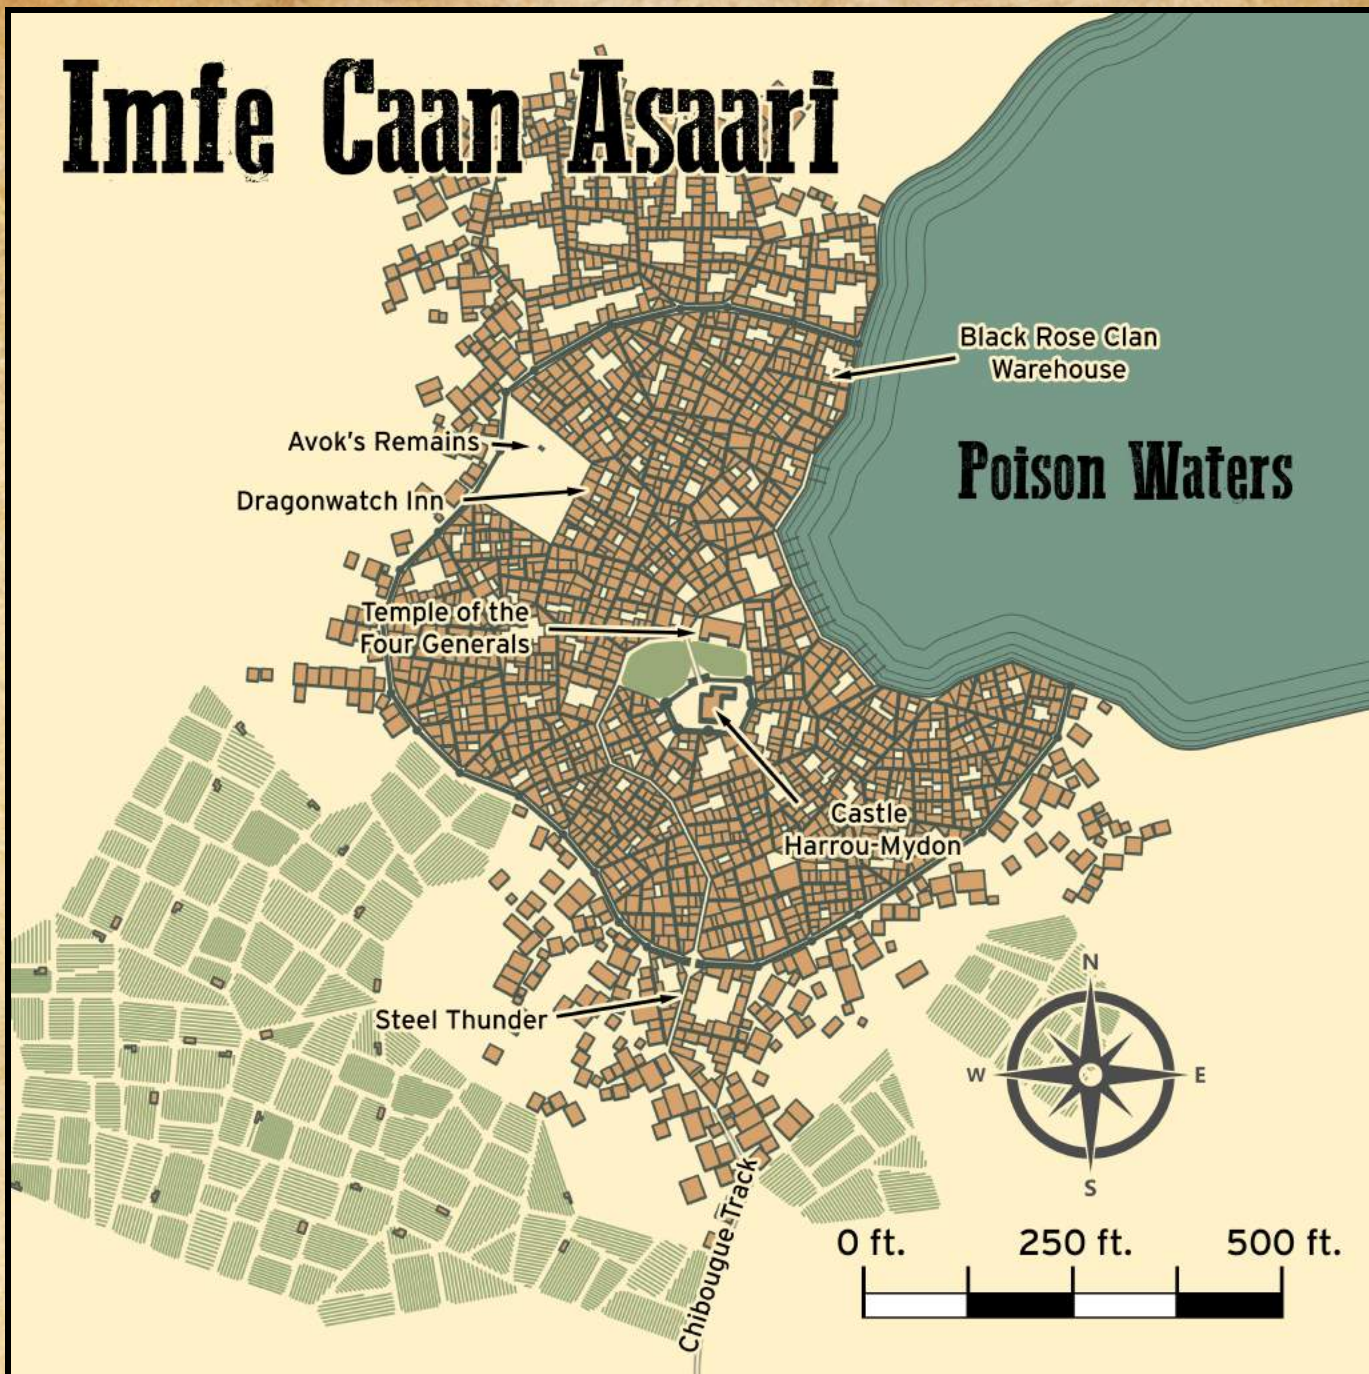 Imfe Caan Asaari
Black Rose Clan
Warehouse
Avok's Remains
Poison Waters
Dragonwatch Inn
Temple of the
Four Generals
Castle
Harrou-Mydon
N
Steel Thunder
W
E
S
Chibougue Track
0 ft.
250 ft.
500 ft.